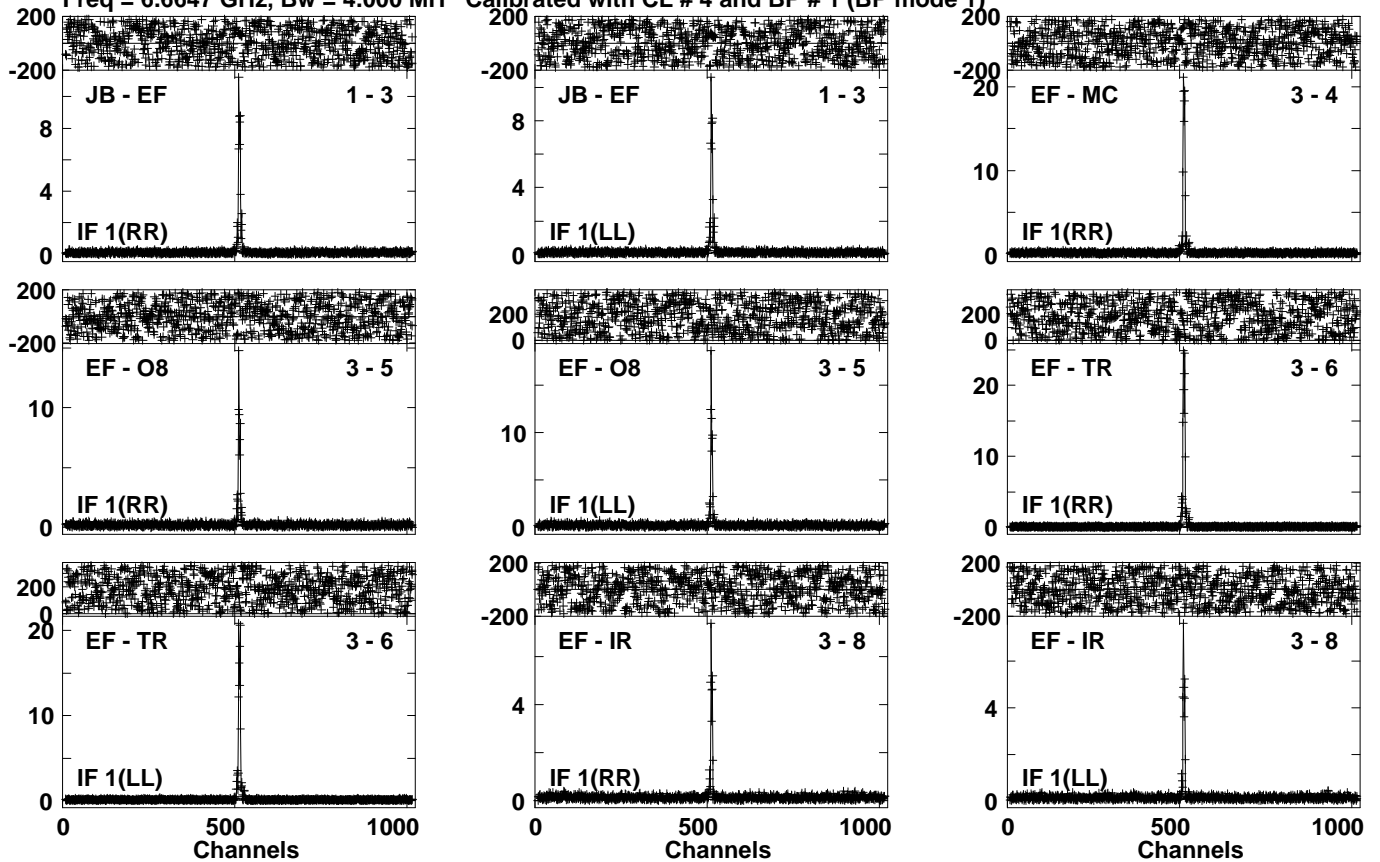 Freq = 6.6647 GHz, Bw = 4.000 MH Calibrated with CL # 4 and BP # 1 (BP mode 1)
200
-200
JB - EF 1 - 3
8
4
0
IF 1(RR)
200
-200
JB - EF 1 - 3
8
4
0
IF 1(LL)
200
-200
20
EF - MC 3 - 4
10
0
IF 1(RR)
200
-200
EF - O8 3 - 5
10
0
IF 1(RR)
200
0
EF - O8 3 - 5
10
0
IF 1(LL)
200
0
EF - TR 3 - 6
20
10
0
IF 1(RR)
200
0
20
EF - TR 3 - 6
10
0
IF 1(LL)
0 500 1000
Channels
200
-200
EF - IR 3 - 8
4
0
IF 1(RR)
0 500 1000
Channels
200
-200
EF - IR 3 - 8
4
0
IF 1(LL)
0 500 1000
Channels